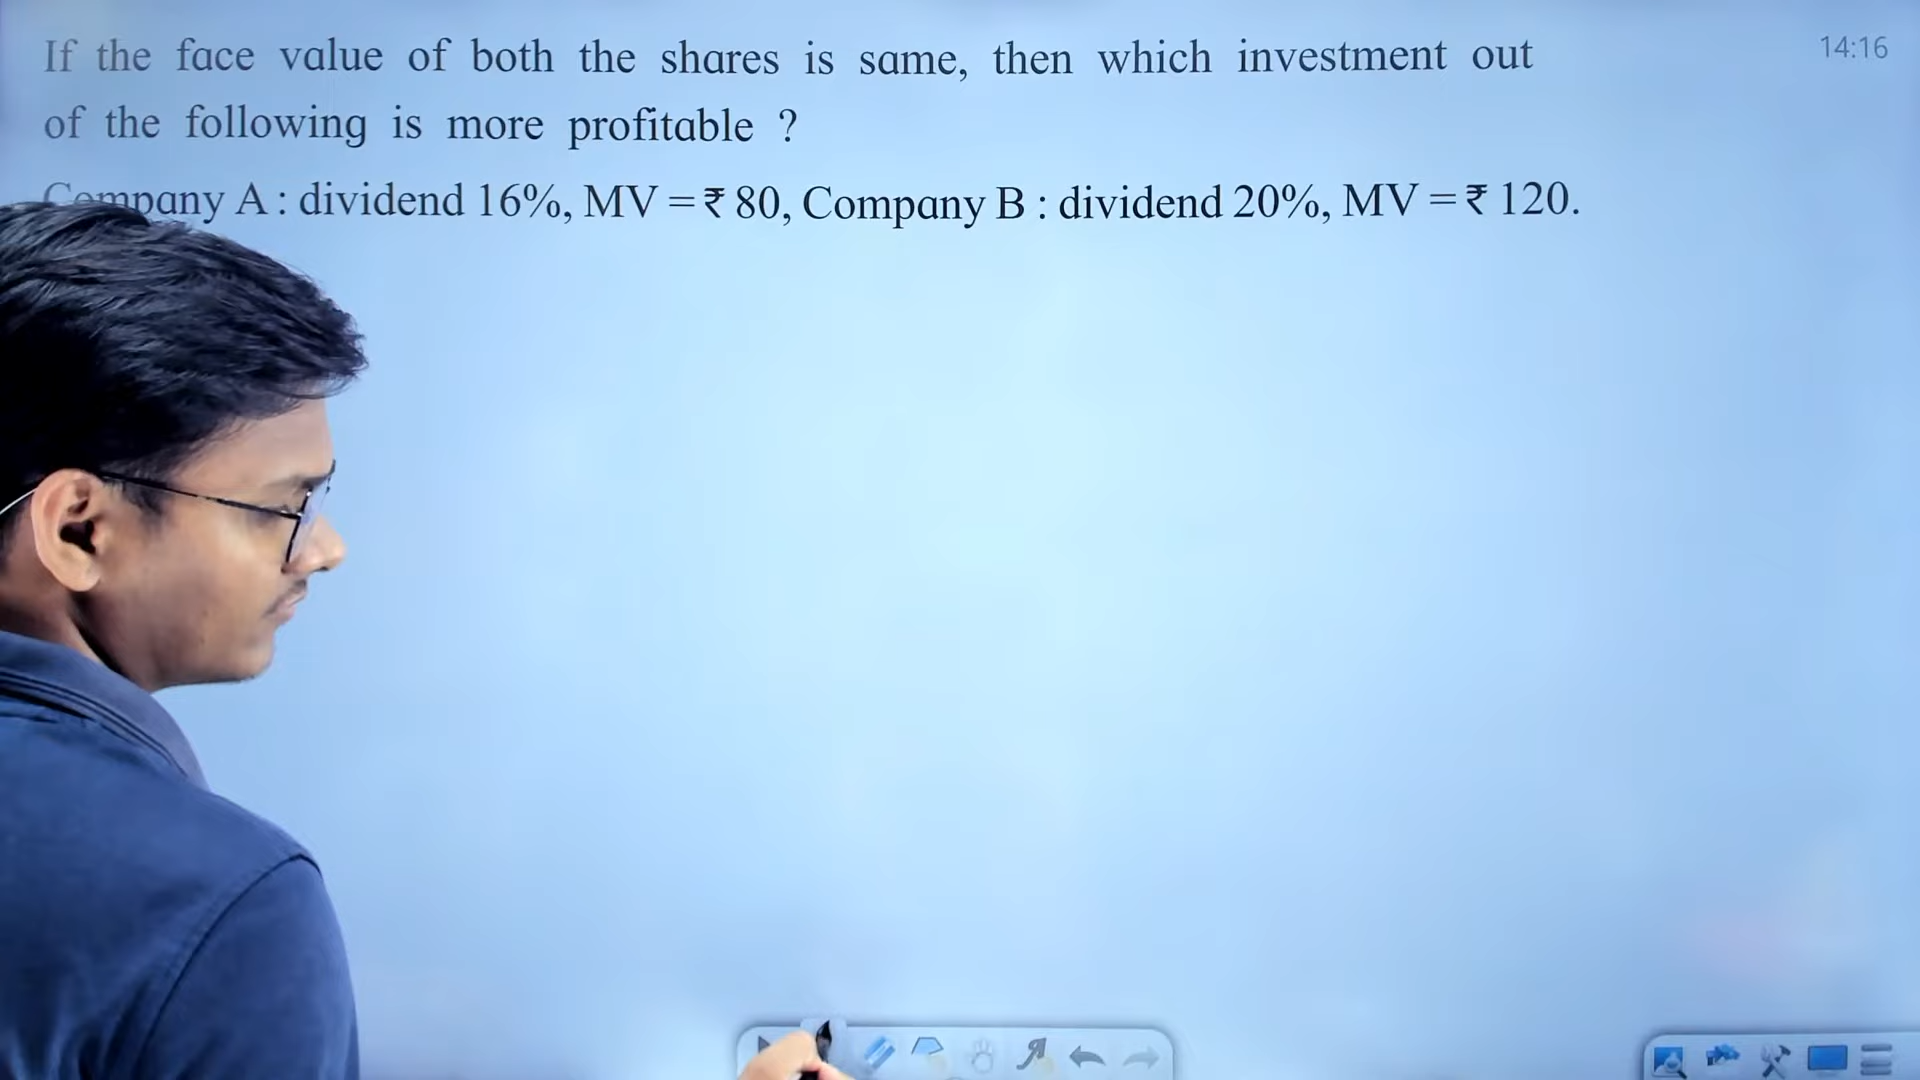 If the face value of both the shares is same, then which investment out
14:16
of the following is more profitable ?
Company A : dividend 16%, MV = ₹ 80, Company B : dividend 20%, MV = ₹ 120.